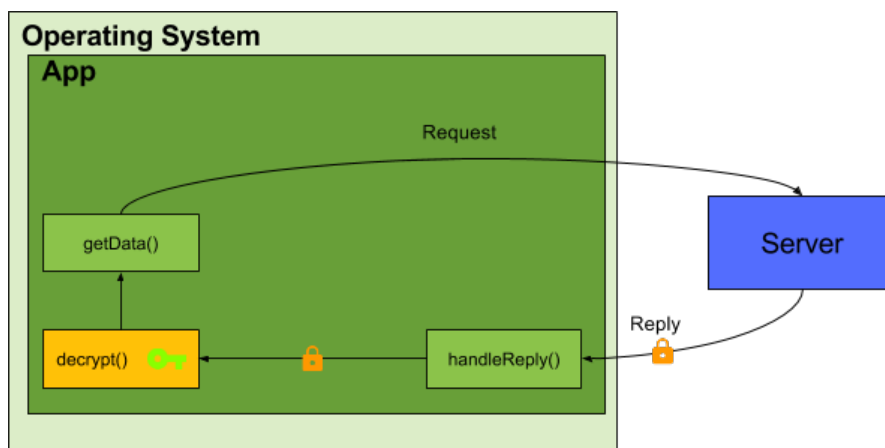 Operating System
App
Request
getData()
Server
Reply
decrypt()
handleReply()